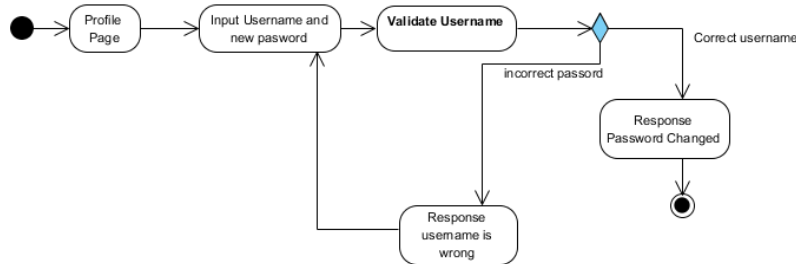 Profile
Page
Input Username and
new pasword
Validate Username
Correct username
incorrect passord
Response
Password Changed
Response
username is
wrong